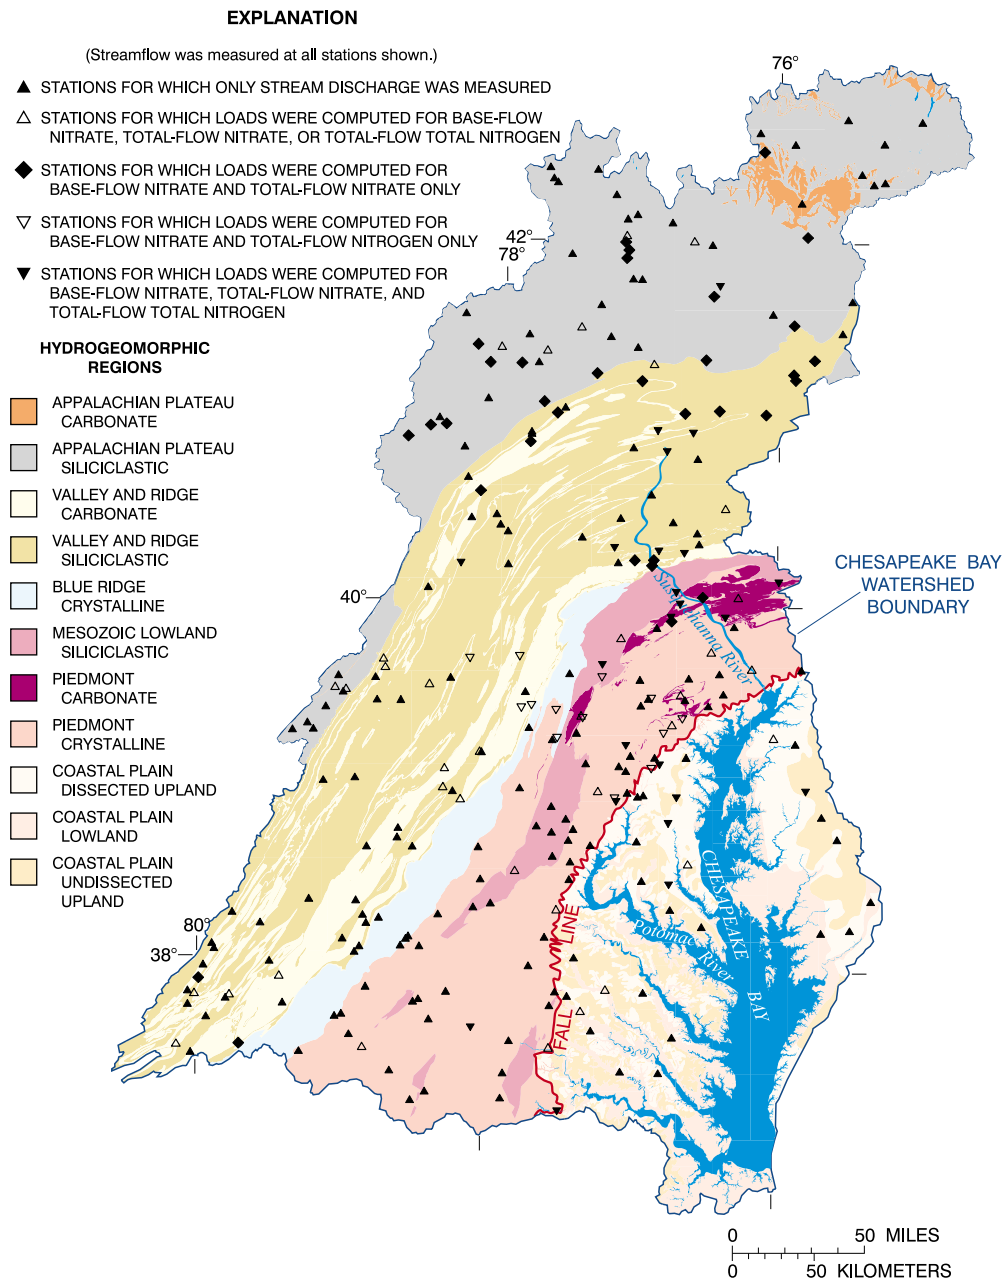 EXPLANATION
(Streamflow was measured at all stations shown.)
STATIONS FOR WHICH ONLY STREAM DISCHARGE WAS MEASURED
STATIONS FOR WHICH LOADS WERE COMPUTED FOR BASE-FLOW
NITRATE, TOTAL-FLOW NITRATE, OR TOTAL-FLOW TOTAL NITROGEN
STATIONS FOR WHICH LOADS WERE COMPUTED FOR
BASE-FLOW NITRATE AND TOTAL-FLOW NITRATE ONLY
STATIONS FOR WHICH LOADS WERE COMPUTED FOR
BASE-FLOW NITRATE AND TOTAL-FLOW NITROGEN ONLY
STATIONS FOR WHICH LOADS WERE COMPUTED FOR
BASE-FLOW NITRATE, TOTAL-FLOW NITRATE, AND
TOTAL-FLOW TOTAL NITROGEN
HYDROGEOMORPHIC
REGIONS
APPALACHIAN PLATEAU
CARBONATE
APPALACHIAN PLATEAU
SILICICLASTIC
VALLEY AND RIDGE
CARBONATE
VALLEY AND RIDGE
SILICICLASTIC
BLUE RIDGE
CRYSTALLINE
MESOZOIC LOWLAND
SILICICLASTIC
PIEDMONT
CARBONATE
PIEDMONT
CRYSTALLINE
COASTAL PLAIN
DISSECTED UPLAND
COASTAL PLAIN
LOWLAND
COASTAL PLAIN
UNDISSECTED
UPLAND
76°
42°
78°
40°
80°
38°
CHESAPEAKE BAY
WATERSHED
BOUNDARY
Susquehanna River
CHESAPEAKE BAY
Potomac River
FALL LINE
0 50 MILES
0 50 KILOMETERS